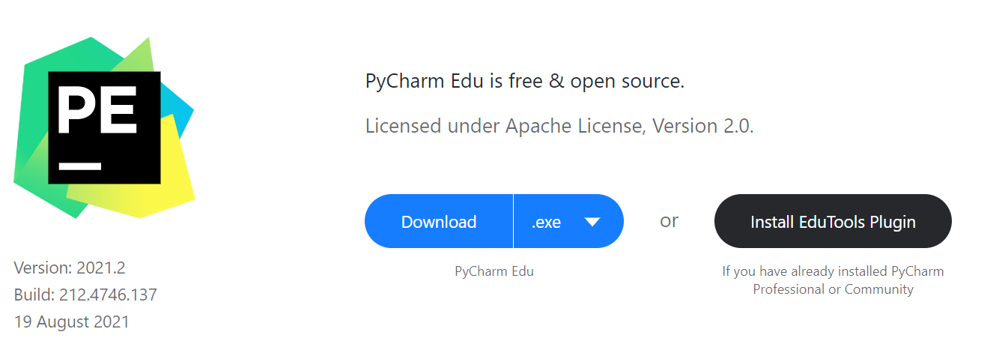 PE
PyCharm Edu is free & open source.
Licensed under Apache License, Version 2.0.
Download
.exe
or
Install EduTools Plugin
PyCharm Edu
If you have already installed PyCharm
Professional or Community
Version: 2021.2
Build: 212.4746.137
19 August 2021